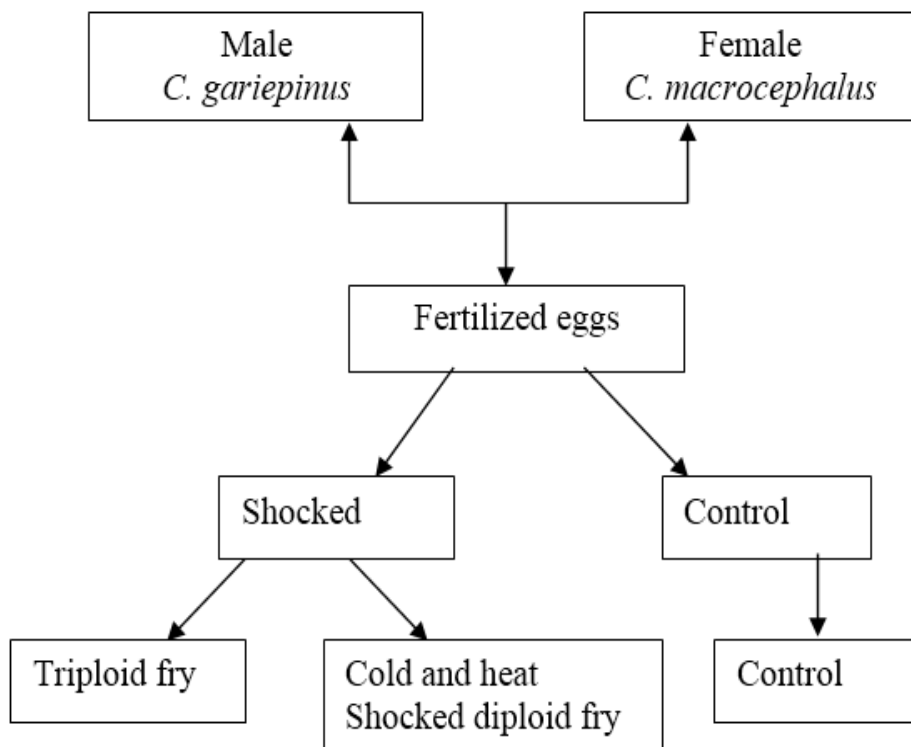 Male
C. gariepinus
Female
C. macrocephalus
Fertilized eggs
Shocked
Control
Triploid fry
Cold and heat
Shocked diploid fry
Control